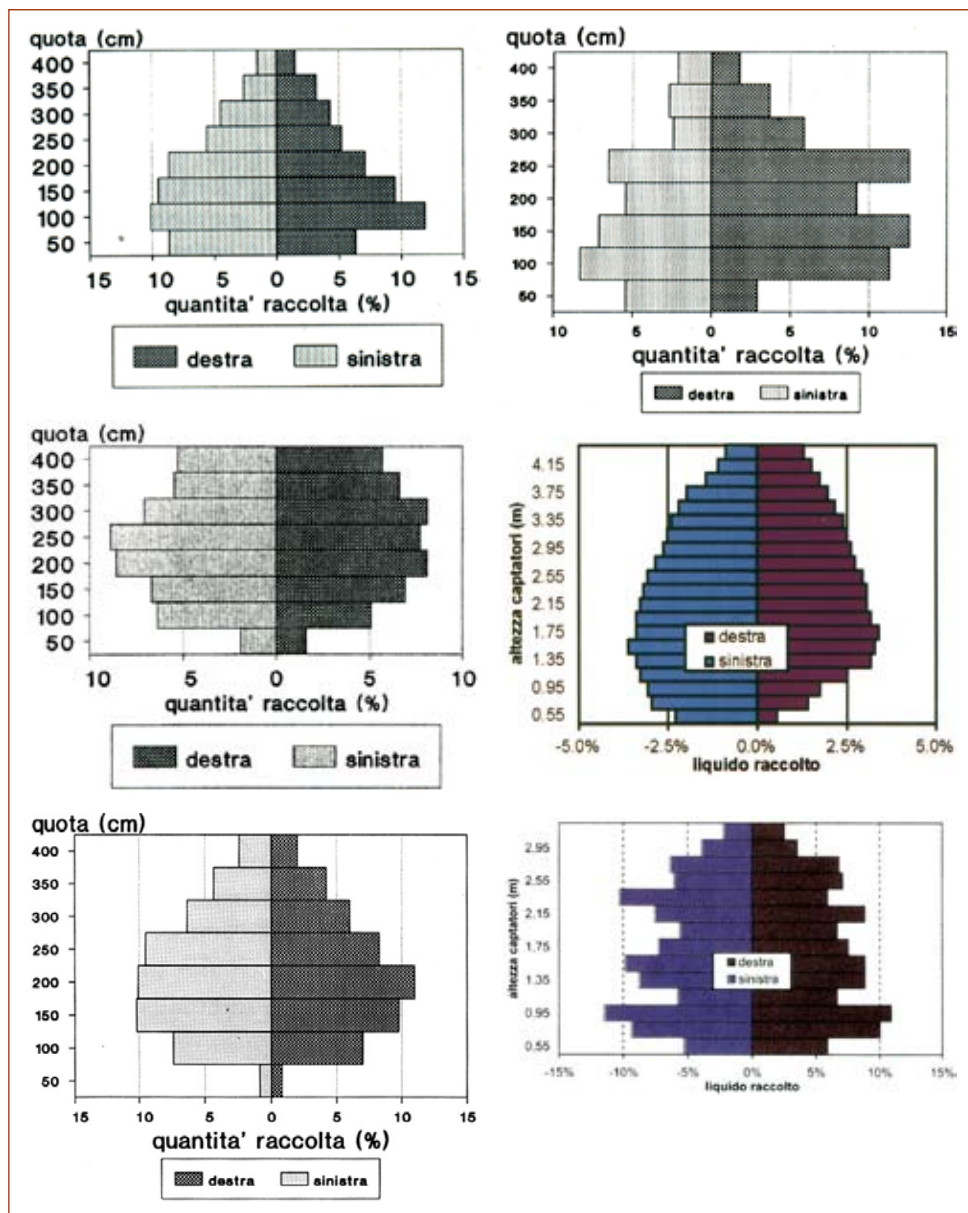 quota (cm)
400
350
300
250
200
150
100
50
15 10 5 0 5 10 15
quantita' raccolta (%)
destra sinistra
quota (cm)
400
350
300
250
200
150
100
50
10 5 0 5 10 15
quantita' raccolta (%)
destra sinistra
quota (cm)
400
350
300
250
200
150
100
50
10 5 0 5 10
quantita' raccolta (%)
destra sinistra
altezza captatori (m)
4.15
3.75
3.35
2.95
2.55
2.15
1.75
1.35
0.95
0.55
destra
sinistra
-5.0% -2.5% 0.0% 2.5% 5.0%
liquido raccolto
quota (cm)
400
350
300
250
200
150
100
50
15 10 5 0 5 10 15
quantita' raccolta (%)
destra sinistra
altezza captatori (m)
2.95
2.55
2.15
1.75
1.35
0.95
0.55
destra
sinistra
-15% -10% -5% 0% 5% 10% 15%
liquido raccolto